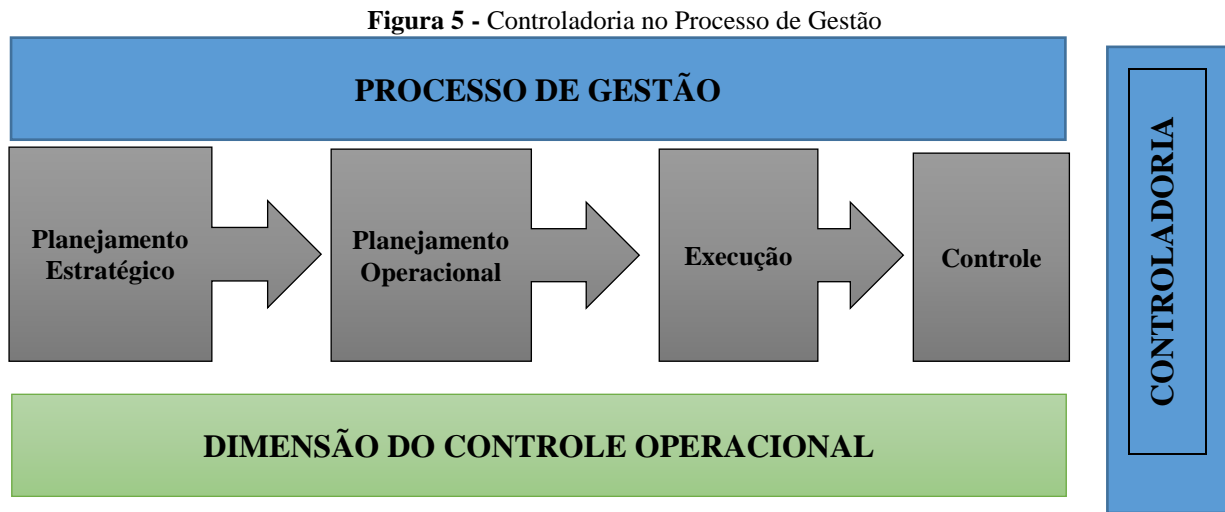 Figura 5 - Controladoria no Processo de Gestão
PROCESSO DE GESTÃO
Planejamento
Estratégico
Planejamento
Operacional
Execução
Controle
DIMENSÃO DO CONTROLE OPERACIONAL
CONTROLADORIA